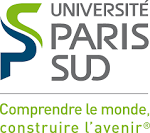 UNIVERSITÉ
PARIS
SUD
Comprendre le monde,
construire l'avenir®